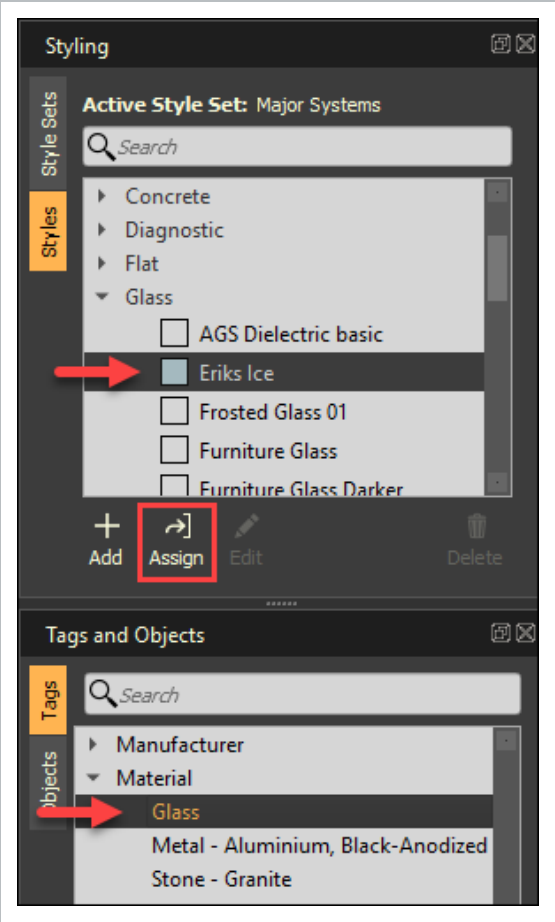 Styling
Style Sets
Styles
Active Style Set: Major Systems
Search
Concrete
Diagnostic
Flat
Glass
AGS Dielectric basic
Eriks Ice
Frosted Glass 01
Furniture Glass
Furniture Glass Darker
Add
Assign
Edit
Delete
Tags and Objects
Tags
Objects
Search
Manufacturer
Material
Glass
Metal - Aluminium, Black-Anodized
Stone - Granite